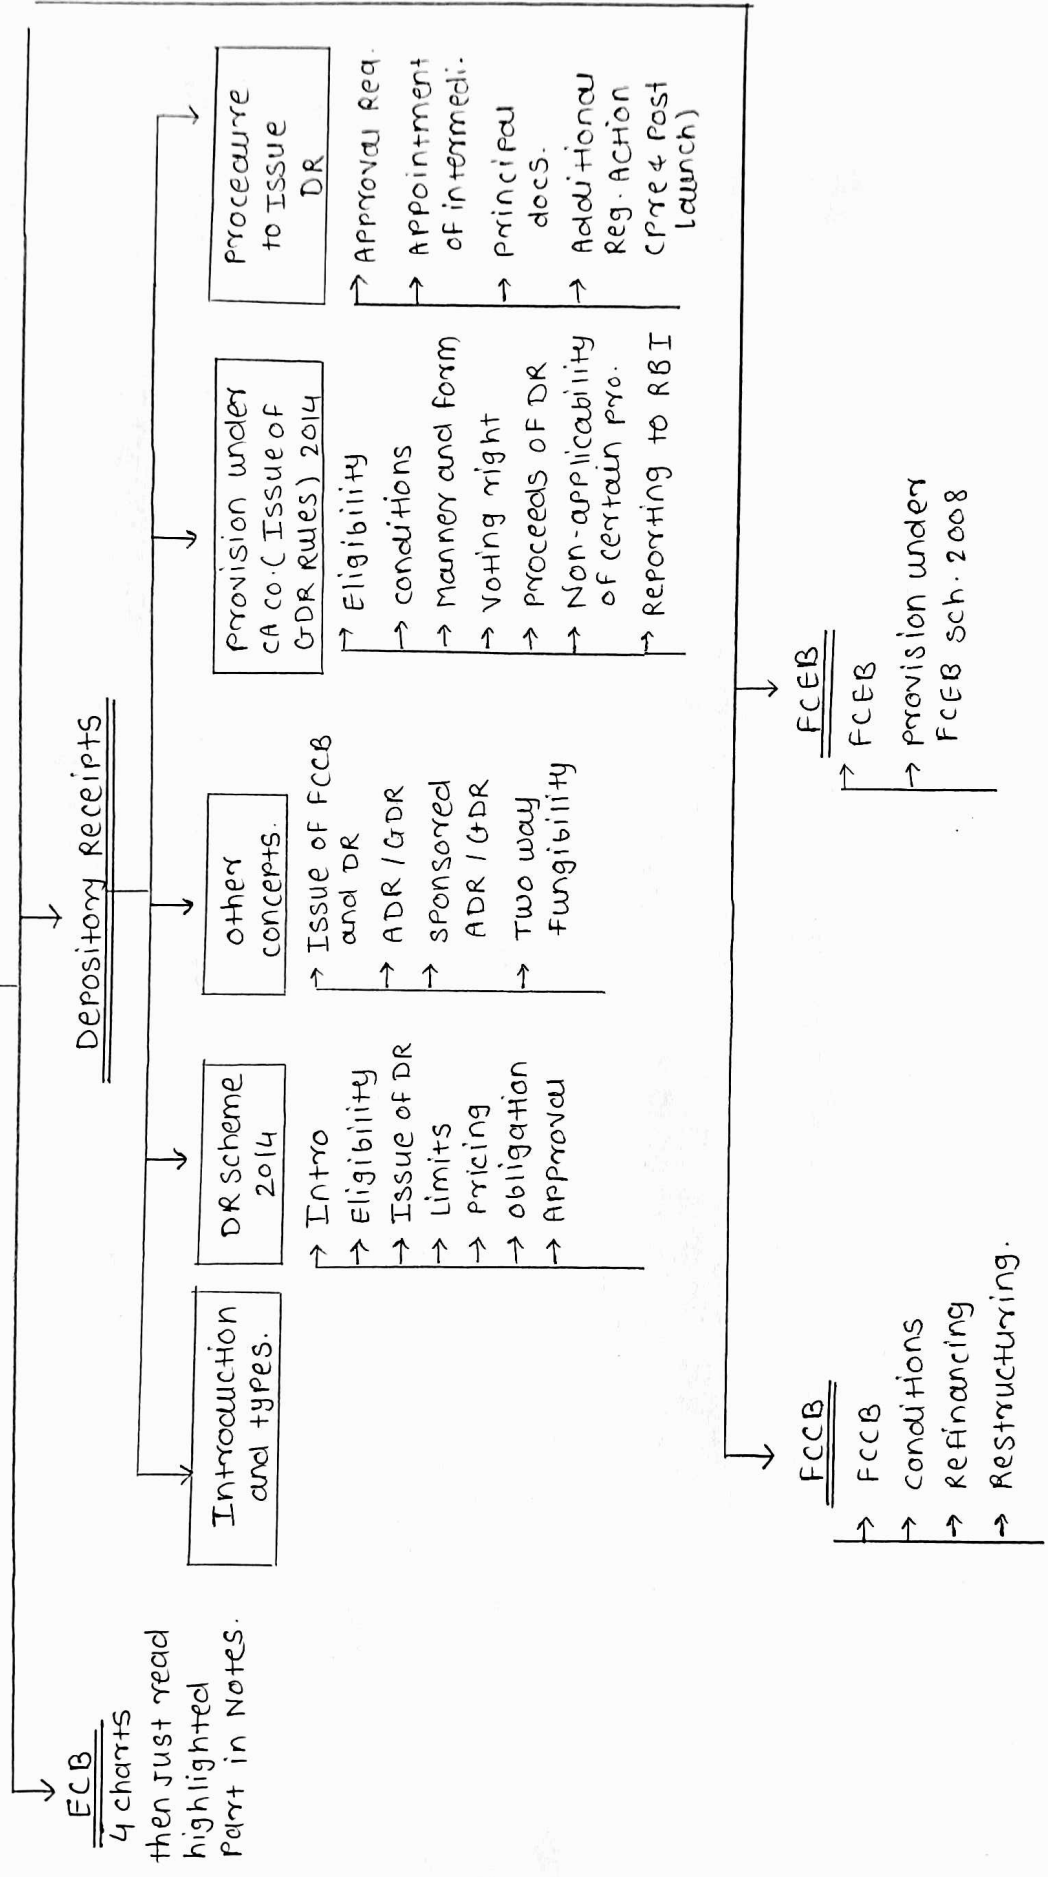 ECB
4 charts
then just read
highlighted
part in Notes.
Depository Receipts
Introduction
and types.
DR scheme
2014
→ Intro
→ Eligibility
→ Issue of DR
→ Limits
→ Pricing
→ obligation
→ Approval
other
concepts.
→ Issue of FCCB
and DR
→ ADR / GDR
→ sponsored
ADR / GDR
→ Two way
Fungibility
Provision under
CA co. (Issue of
GDR Rules) 2014
→ Eligibility
→ conditions
→ Manner and form
→ Voting right
→ proceeds of DR
→ Non-applicability
of certain pro.
→ Reporting to RBI
procedure
to Issue
DR
→ Approval Req.
→ Appointment
of intermedi.
→ principal
docs.
→ Additional
Reg. Action
(Pre & Post
Launch)
FCCB
→ FCCB
→ conditions
→ Refinancing
→ Restructuring.
FCEB
→ FCEB
→ provision under
FCEB sch. 2008